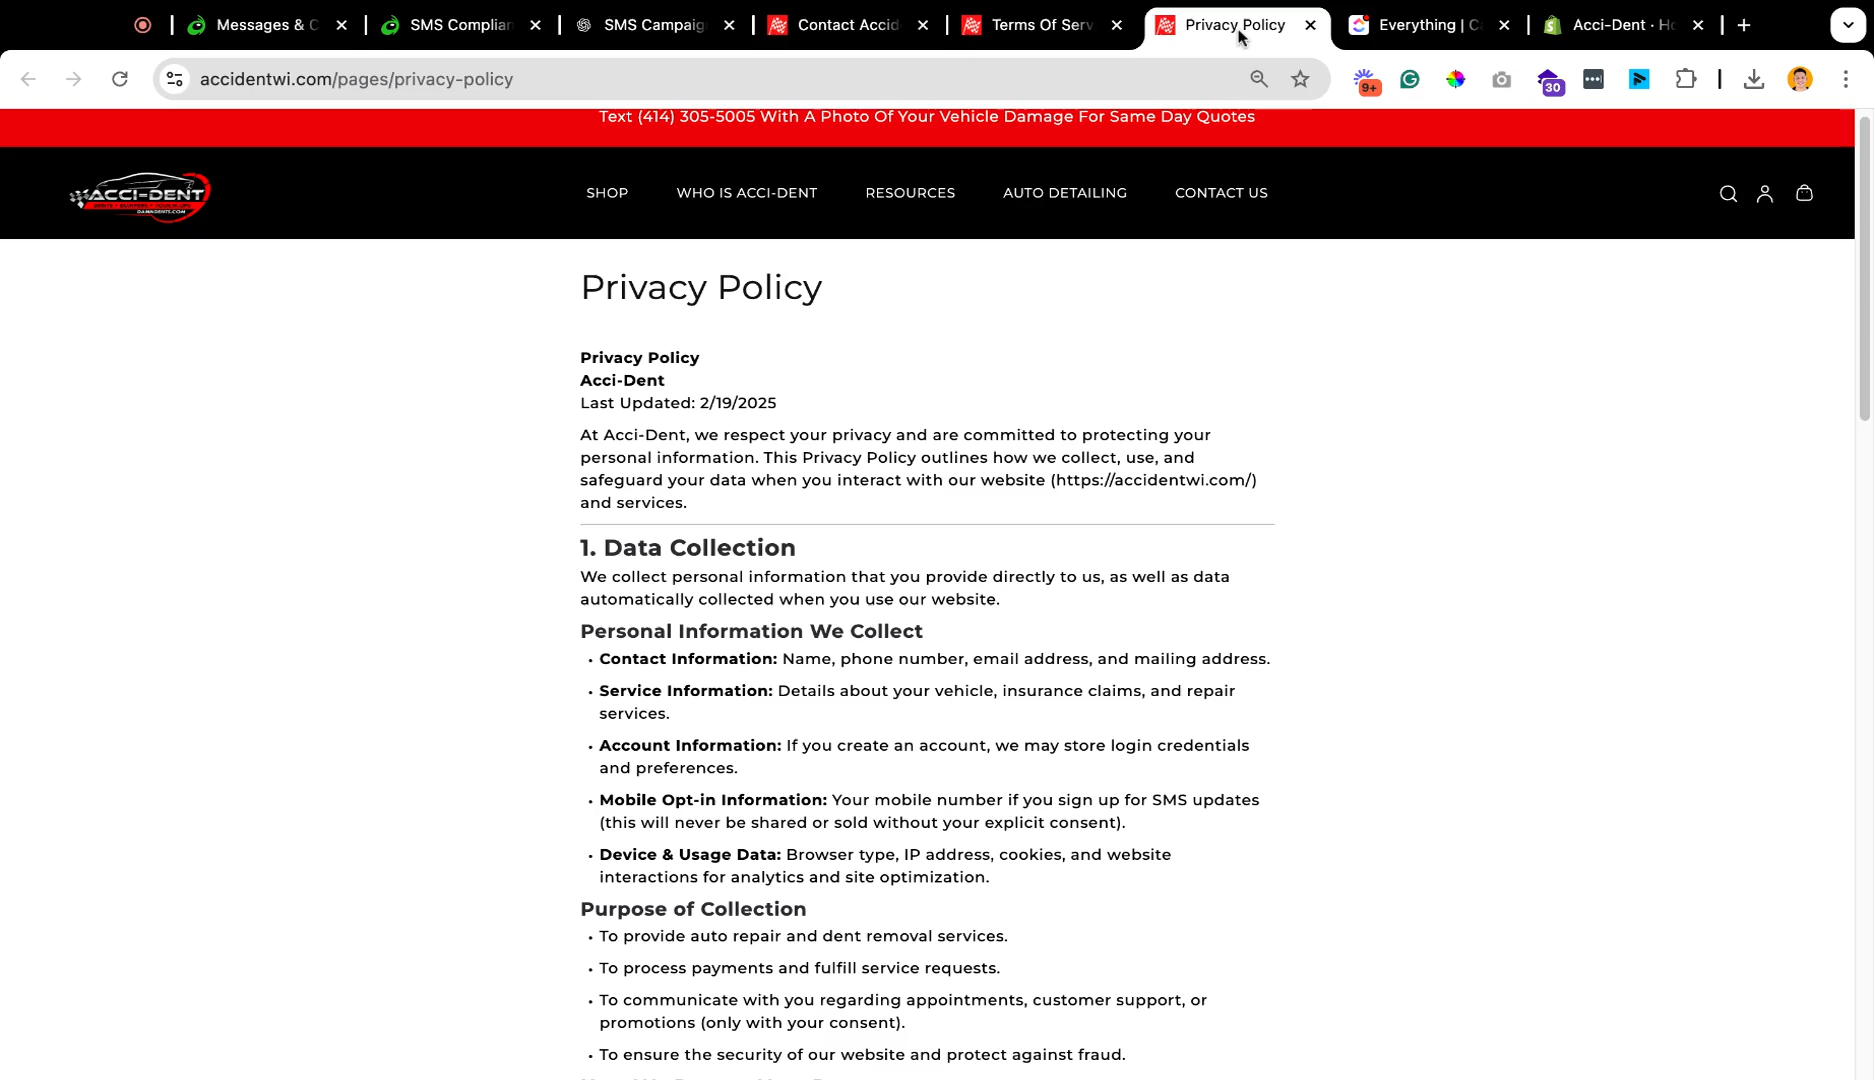 Messages & C
SMS Complian
SMS Campaig
Contact Acci
Terms Of Serv
Privacy Policy
Everything | C
Acci-Dent · Ho
accidentwi.com/pages/privacy-policy
9+
30
Text (414) 305-5005 With A Photo Of Your Vehicle Damage For Same Day Quotes
ACCI-DENT
SHOP
WHO IS ACCI-DENT
RESOURCES
AUTO DETAILING
CONTACT US
Privacy Policy
Privacy Policy
Acci-Dent
Last Updated: 2/19/2025
At Acci-Dent, we respect your privacy and are committed to protecting your
personal information. This Privacy Policy outlines how we collect, use, and
safeguard your data when you interact with our website (https://accidentwi.com/)
and services.
1. Data Collection
We collect personal information that you provide directly to us, as well as data
automatically collected when you use our website.
Personal Information We Collect
• Contact Information: Name, phone number, email address, and mailing address.
• Service Information: Details about your vehicle, insurance claims, and repair
services.
• Account Information: If you create an account, we may store login credentials
and preferences.
• Mobile Opt-in Information: Your mobile number if you sign up for SMS updates
(this will never be shared or sold without your explicit consent).
• Device & Usage Data: Browser type, IP address, cookies, and website
interactions for analytics and site optimization.
Purpose of Collection
• To provide auto repair and dent removal services.
• To process payments and fulfill service requests.
• To communicate with you regarding appointments, customer support, or
promotions (only with your consent).
• To ensure the security of our website and protect against fraud.